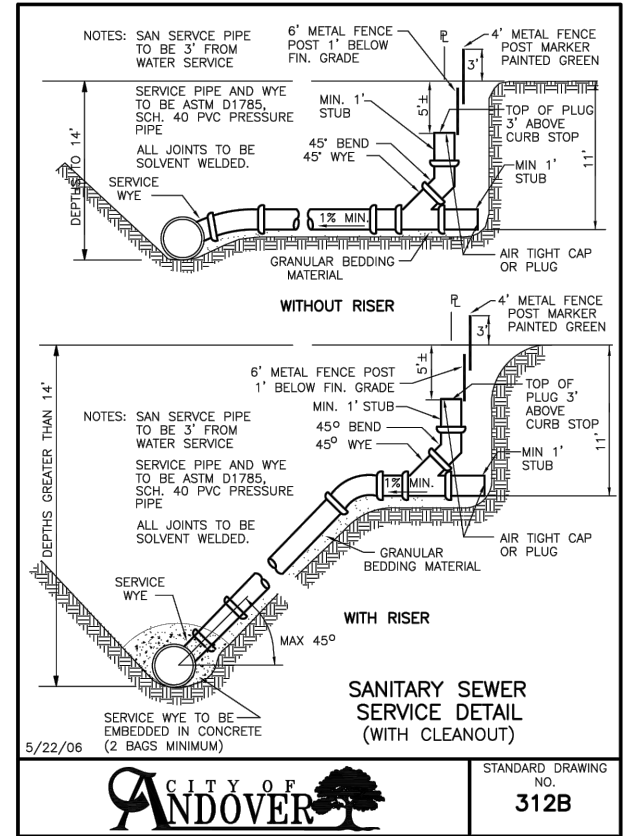 NOTES: SAN SERVCE PIPE
TO BE 3' FROM
WATER SERVICE
SERVICE PIPE AND WYE
TO BE ASTM D1785,
SCH. 40 PVC PRESSURE
PIPE
ALL JOINTS TO BE
SOLVENT WELDED.
6' METAL FENCE
POST 1' BELOW
FIN. GRADE
PL
4' METAL FENCE
POST MARKER
PAINTED GREEN
3'
5'±
MIN. 1'
STUB
TOP OF PLUG
3' ABOVE
CURB STOP
45° BEND
45° WYE
MIN 1'
STUB
11'
DEPTHS TO 14'
SERVICE
WYE
1% MIN.
GRANULAR BEDDING
MATERIAL
AIR TIGHT CAP
OR PLUG
WITHOUT RISER
PL
4' METAL FENCE
POST MARKER
PAINTED GREEN
3'
5'±
6' METAL FENCE POST
1' BELOW FIN. GRADE
MIN. 1' STUB
45° BEND
45° WYE
TOP OF
PLUG 3'
ABOVE
CURB STOP
MIN 1'
STUB
11'
DEPTHS GREATER THAN 14'
NOTES: SAN SERVCE PIPE
TO BE 3' FROM
WATER SERVICE
SERVICE PIPE AND WYE
TO BE ASTM D1785,
SCH. 40 PVC PRESSURE
PIPE
ALL JOINTS TO BE
SOLVENT WELDED.
1% MIN.
AIR TIGHT CAP
OR PLUG
GRANULAR
BEDDING MATERIAL
SERVICE
WYE
WITH RISER
MAX 45°
SERVICE WYE TO BE
EMBEDDED IN CONCRETE
(2 BAGS MINIMUM)
5/22/06
SANITARY SEWER
SERVICE DETAIL
(WITH CLEANOUT)
CITY OF
ANDOVER
STANDARD DRAWING
NO.
312B